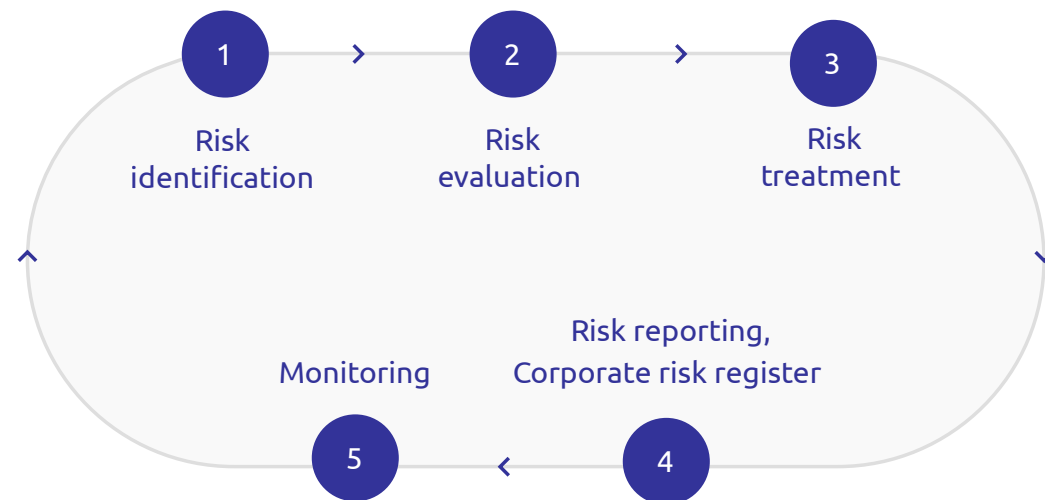 1
2
3
Risk
identification
Risk
evaluation
Risk
treatment
Risk reporting,
Corporate risk register
Monitoring
5
4